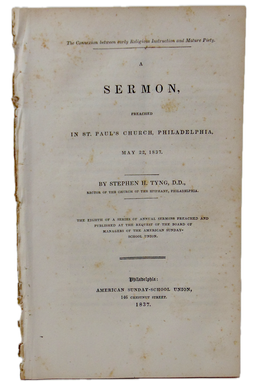 The Connexion between early Religious Instruction and Mature Piety.
A
SERMON,
PREACHED
IN ST. PAUL'S CHURCH, PHILADELPHIA,
MAY 22, 1837.
BY STEPHEN H. TYNG, D.D.,
RECTOR OF THE CHURCH OF THE EPIPHANY, PHILADELPHIA.
THE EIGHTH OF A SERIES OF ANNUAL SERMONS PREACHED AND
PUBLISHED AT THE REQUEST OF THE BOARD OF
MANAGERS OF THE AMERICAN SUNDAY-
SCHOOL UNION.
Philadelphia:
AMERICAN SUNDAY-SCHOOL UNION,
146 CHESTNUT STREET.
1837.